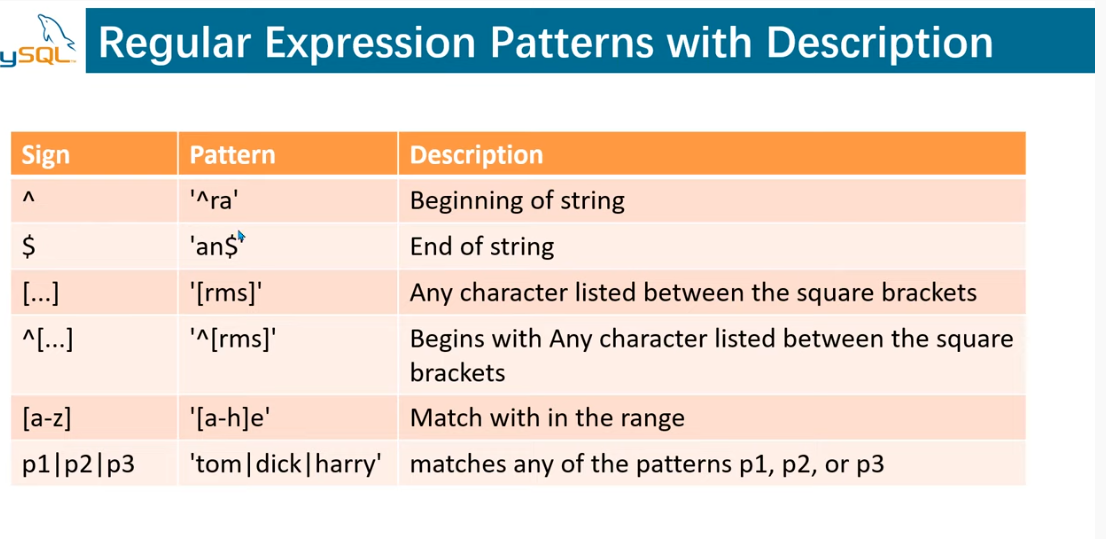 ySQL
Regular Expression Patterns with Description
Sign Pattern Description
^ '^ra' Beginning of string
$ 'an$' End of string
[...] '[rms]' Any character listed between the square brackets
^[...] '^[rms]' Begins with Any character listed between the square
brackets
[a-z] '[a-h]e' Match with in the range
p1|p2|p3 'tom|dick|harry' matches any of the patterns p1, p2, or p3